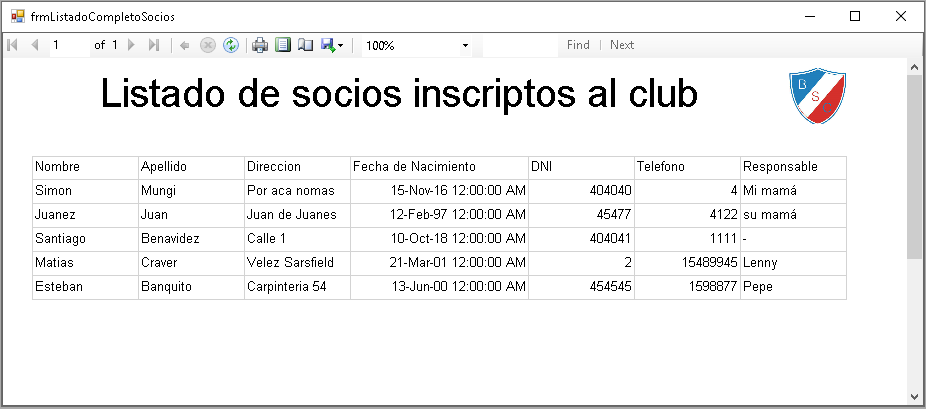 frmListadoCompletoSocios
1 of 1 100% Find | Next
Listado de socios inscriptos al club
B
S
Nombre Apellido Direccion Fecha de Nacimiento DNI Telefono Responsable
Simon Mungi Por aca nomas 15-Nov-16 12:00:00 AM 404040 4 Mi mamá
Juanez Juan Juan de Juanes 12-Feb-97 12:00:00 AM 45477 4122 su mamá
Santiago Benavidez Calle 1 10-Oct-18 12:00:00 AM 404041 1111 -
Matias Craver Velez Sarsfield 21-Mar-01 12:00:00 AM 2 15489945 Lenny
Esteban Banquito Carpinteria 54 13-Jun-00 12:00:00 AM 454545 1598877 Pepe